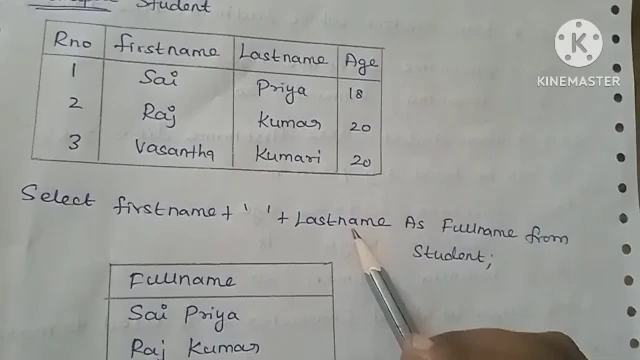 Student
Rno firstname Lastname Age
1 Sai Priya 18
2 Raj Kumar 20
3 Vasantha Kumari 20
Select firstname + ' ' + Lastname As Fullname from
Student;
Fullname
Sai Priya
Raj Kumar
K
KINEMASTER